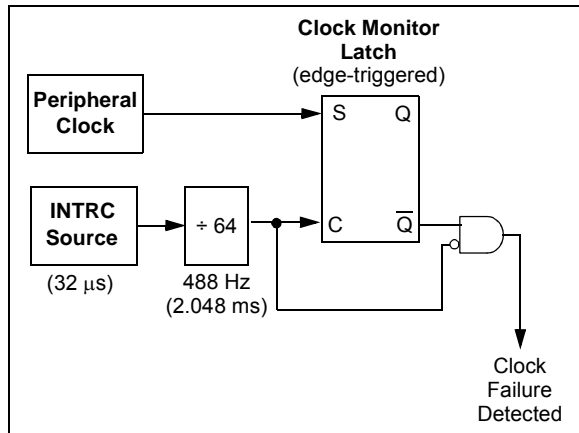 Clock Monitor
Latch
(edge-triggered)
Peripheral
Clock
S Q
INTRC
Source
÷ 64
C Q̅
(32 μs)
488 Hz
(2.048 ms)
Clock
Failure
Detected